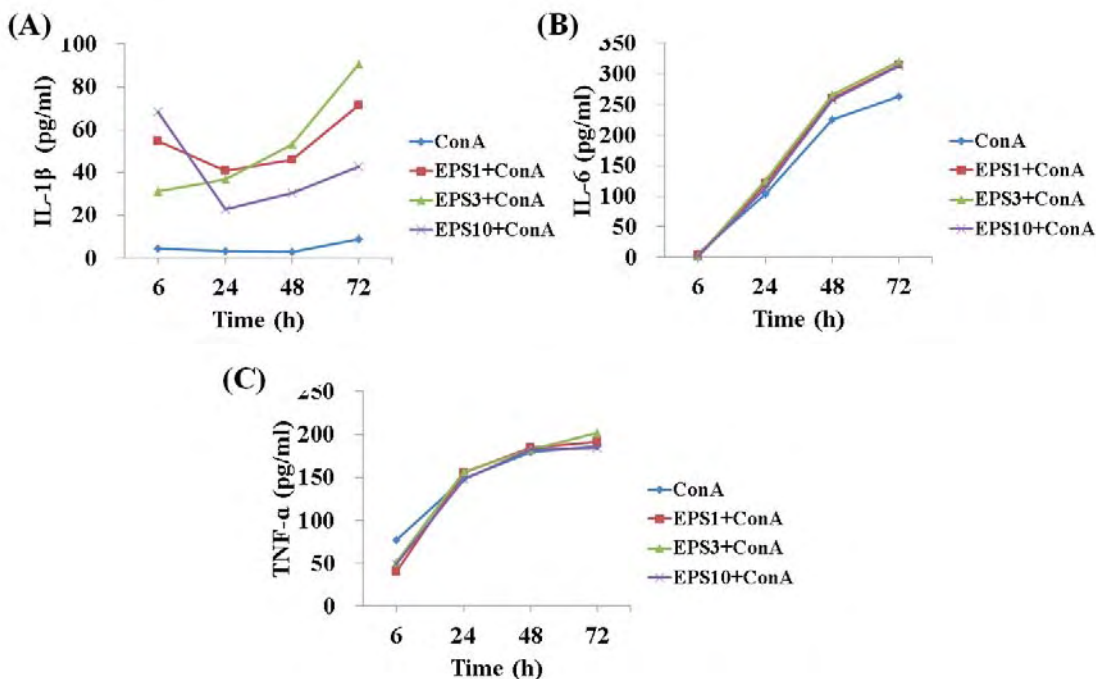 (A)
100
80
60
40
20
0
IL-1β (pg/ml)
6 24 48 72
Time (h)
ConA
EPS1+ConA
EPS3+ConA
EPS10+ConA
(B)
350
300
250
200
150
100
50
0
IL-6 (pg/ml)
6 24 48 72
Time (h)
ConA
EPS1+ConA
EPS3+ConA
EPS10+ConA
(C)
250
200
150
100
50
0
TNF-α (pg/ml)
6 24 48 72
Time (h)
ConA
EPS1+ConA
EPS3+ConA
EPS10+ConA